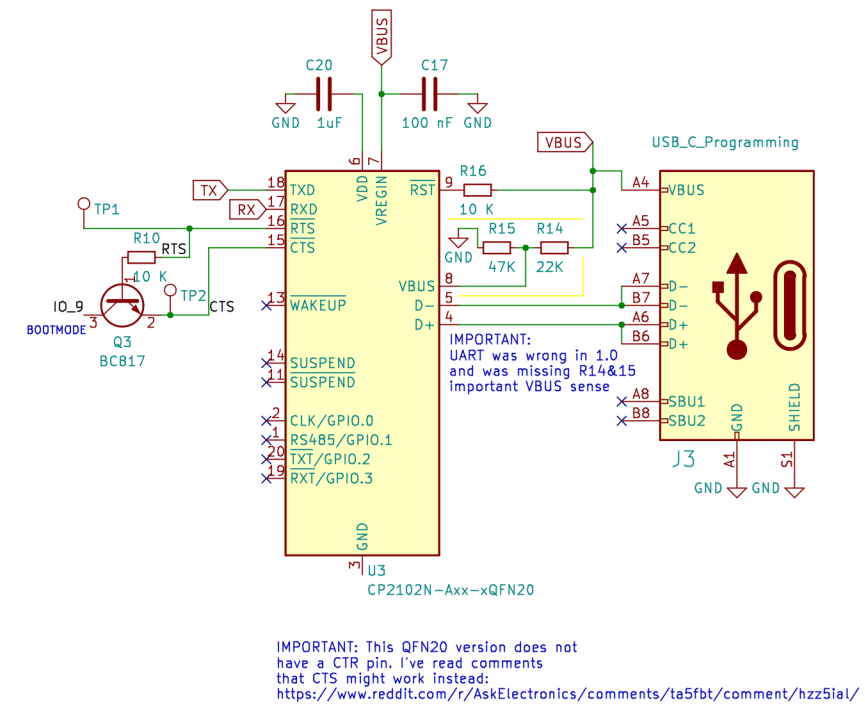 VBUS
C20
C17
GND
1uF
100 nF
GND
VBUS
USB_C_Programming
6
7
TX
18
TXD
VDD
VREGIN
RST
9
R16
A4
VBUS
TP1
RX
17
RXD
10 K
16
RTS
R15
R14
A5
CC1
R10
RTS
15
CTS
GND
B5
CC2
10 K
47K
22K
1
TP2
VBUS
8
A7
D-
IO_9
CTS
13
WAKEUP
D-
5
B7
D-
BOOTMODE
3
2
D+
4
A6
D+
Q3
BC817
B6
D+
IMPORTANT:
UART was wrong in 1.0
and was missing R14&15
important VBUS sense
14
SUSPEND
11
SUSPEND
A8
SBU1
B8
SBU2
GND
SHIELD
2
CLK/GPIO.0
1
RS485/GPIO.1
20
TXT/GPIO.2
19
RXT/GPIO.3
J3
A1
S1
GND
GND
GND
3
U3
CP2102N-Axx-xQFN20
IMPORTANT: This QFN20 version does not
have a CTR pin. I've read comments
that CTS might work instead:
https://www.reddit.com/r/AskElectronics/comments/ta5fbt/comment/hzz5ial/